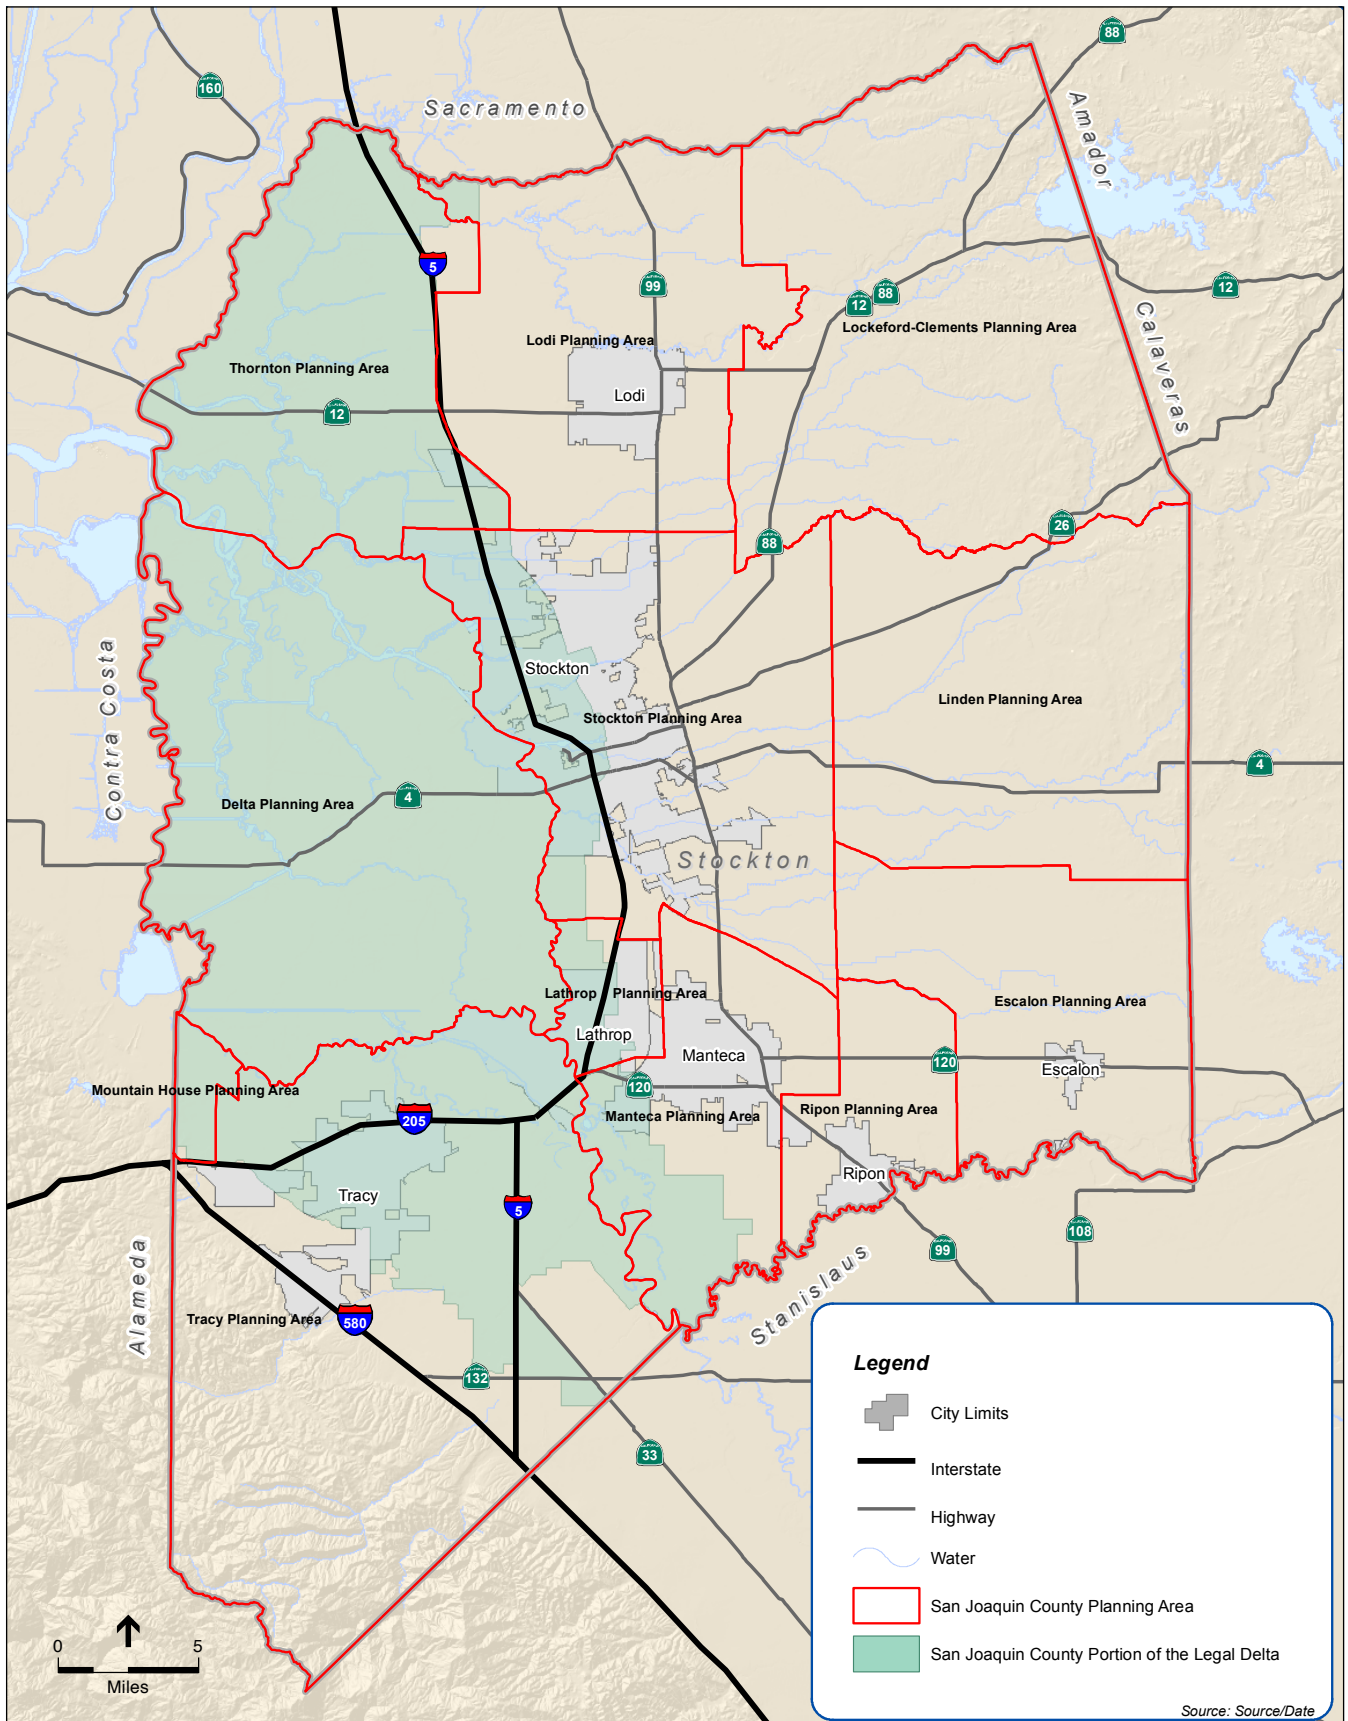 88
160
Sacramento
Amador
5
99
12
88
12
Calaveras
Lockeford-Clements Planning Area
Lodi Planning Area
Thornton Planning Area
Lodi
12
26
88
Contra Costa
Stockton
Linden Planning Area
Stockton Planning Area
4
4
Delta Planning Area
Stockton
Lathrop Planning Area
Escalon Planning Area
Lathrop
Manteca
120
Escalon
120
Mountain House Planning Area
205
Manteca Planning Area
Ripon Planning Area
Ripon
Tracy
5
108
99
Alameda
Stanislaus
Tracy Planning Area
580
132
33
Legend
City Limits
Interstate
Highway
Water
San Joaquin County Planning Area
San Joaquin County Portion of the Legal Delta
0 5
Miles
Source: Source/Date